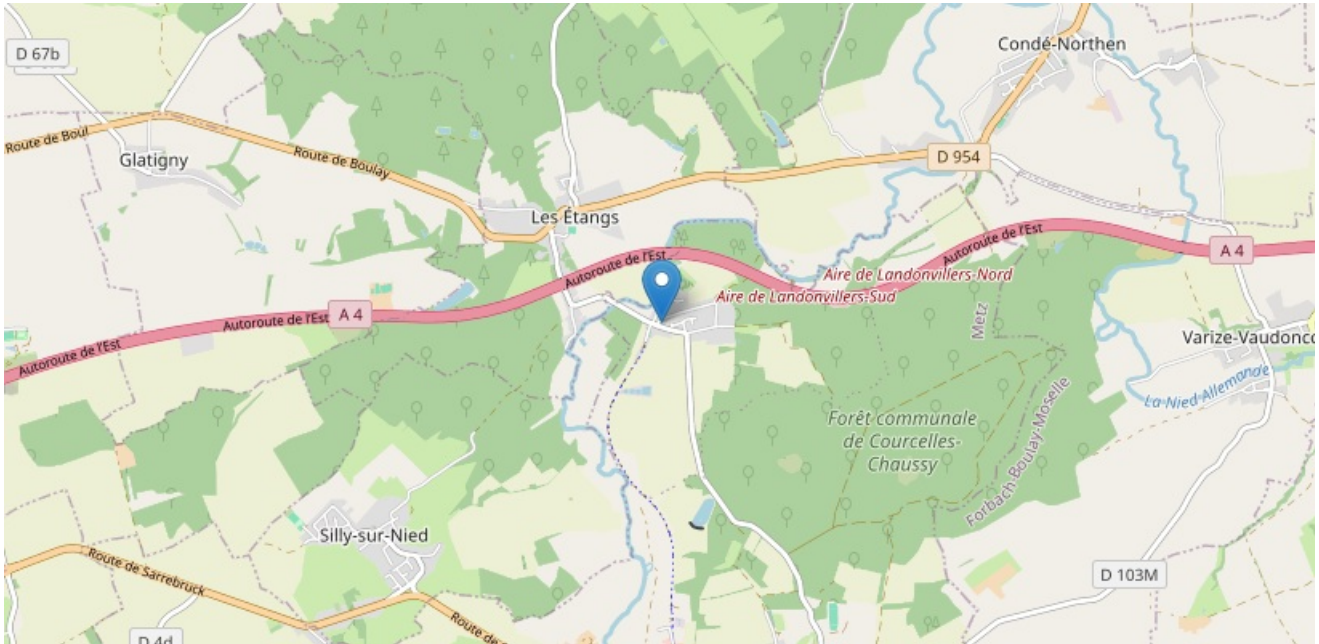 Condé-Northen
D 67b
Route de Boul
Route de Boulay
Glatigny
D 954
Les Étangs
Autoroute de l'Est
Autoroute de l'Est
A 4
Aire de Landonvillers-Nord
Aire de Landonvillers-Sud
Autoroute de l'Est
A 4
Autoroute de l'Est
Metz
Varize-Vaudonco
Autoroute de l'Est
La Nied Allemande
Forêt communale
de Courcelles-
Chaussy
Forbach-Boulay-Moselle
Silly-sur-Nied
Route de Sarrebruck
D 103M
Route de S
D 4d